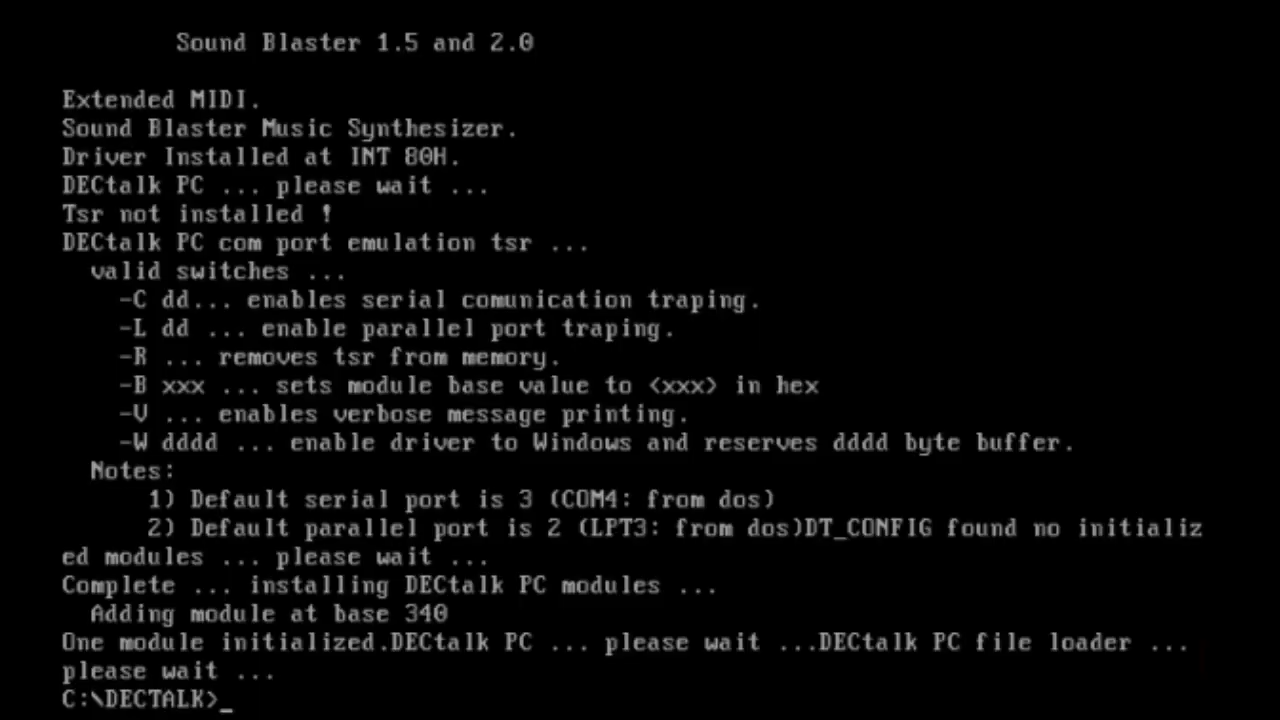 Sound Blaster 1.5 and 2.0
Extended MIDI.
Sound Blaster Music Synthesizer.
Driver Installed at INT 80H.
DECtalk PC ... please wait ...
Tsr not installed !
DECtalk PC com port emulation tsr ...
valid switches ...
-C dd... enables serial comunication traping.
-L dd ... enable parallel port traping.
-R ... removes tsr from memory.
-B xxx ... sets module base value to <xxx> in hex
-V ... enables verbose message printing.
-W dddd ... enable driver to Windows and reserves dddd byte buffer.
Notes:
1) Default serial port is 3 (COM4: from dos)
2) Default parallel port is 2 (LPT3: from dos)DT_CONFIG found no initializ
ed modules ... please wait ...
Complete ... installing DECtalk PC modules ...
Adding module at base 340
One module initialized.DECtalk PC ... please wait ...DECtalk PC file loader ...
please wait ...
C:\DECTALK>_